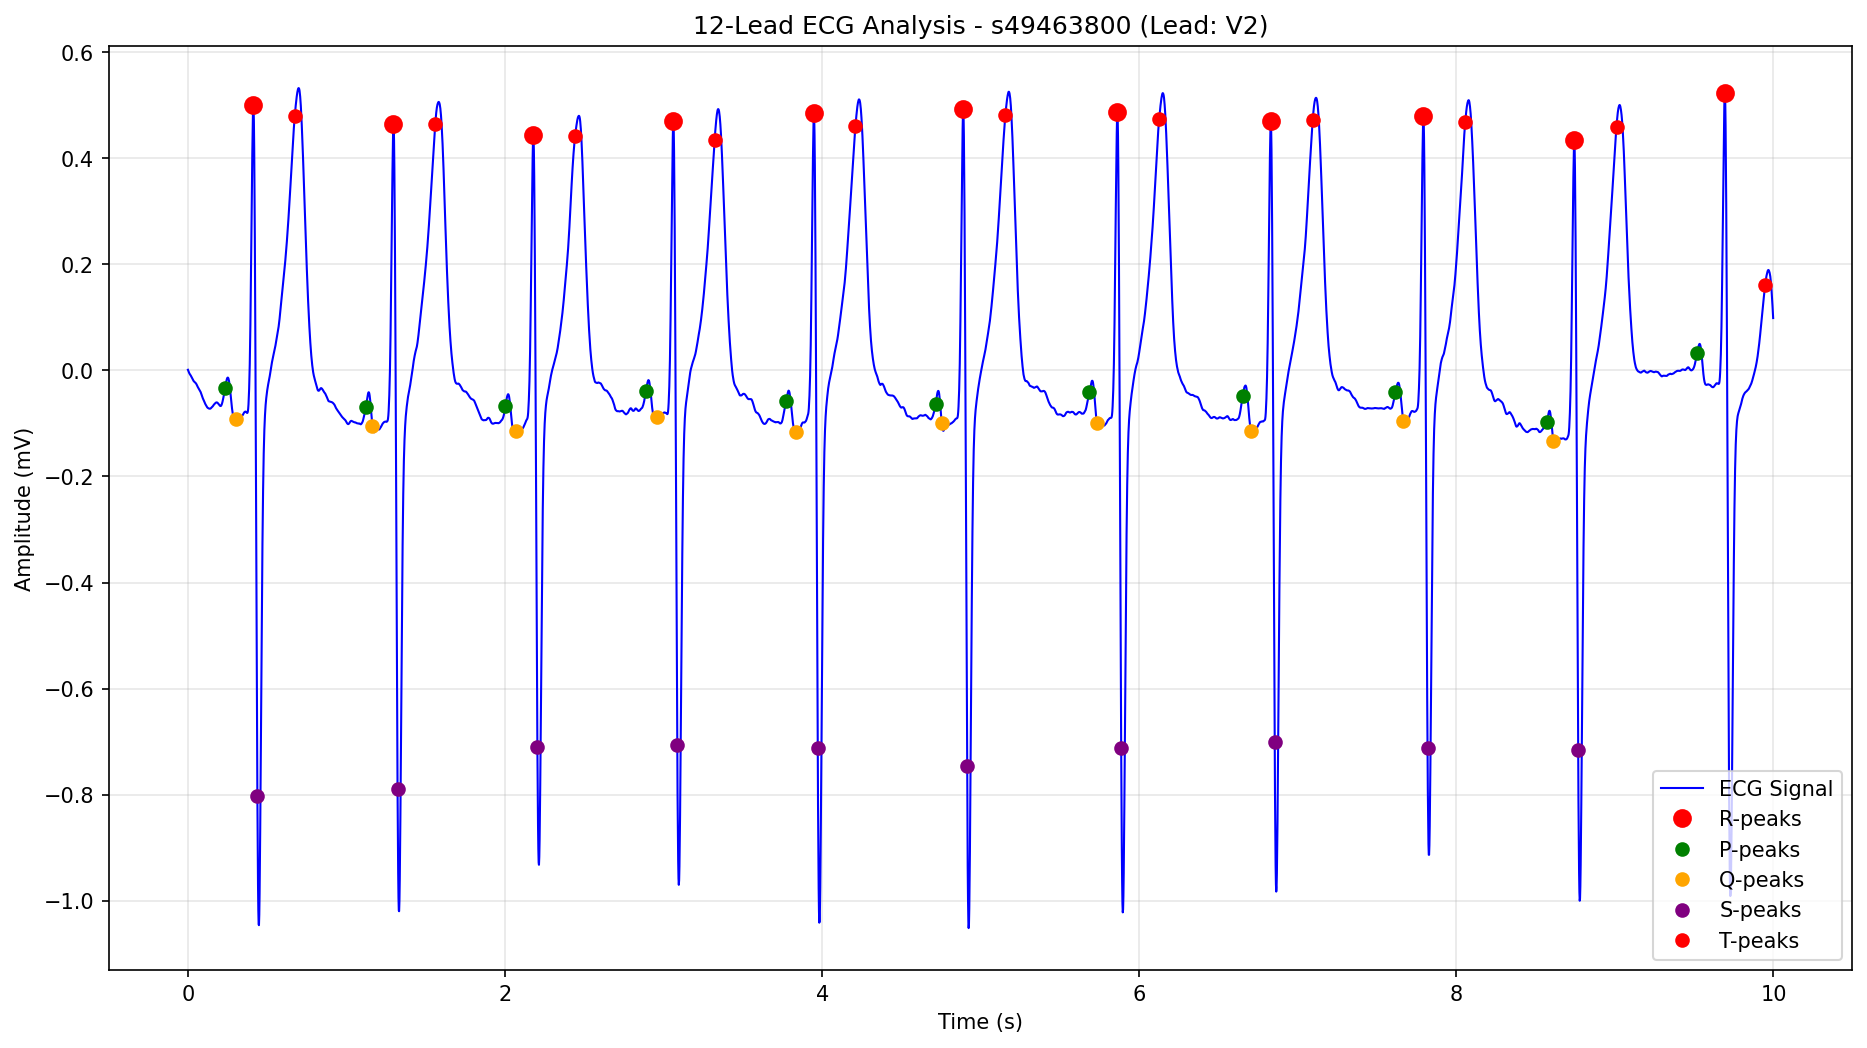 12-Lead ECG Analysis - s49463800 (Lead: V2)
Amplitude (mV)
0.6
0.4
0.2
0.0
−0.2
−0.4
−0.6
−0.8
−1.0
ECG Signal
R-peaks
P-peaks
Q-peaks
S-peaks
T-peaks
0 2 4 6 8 10
Time (s)